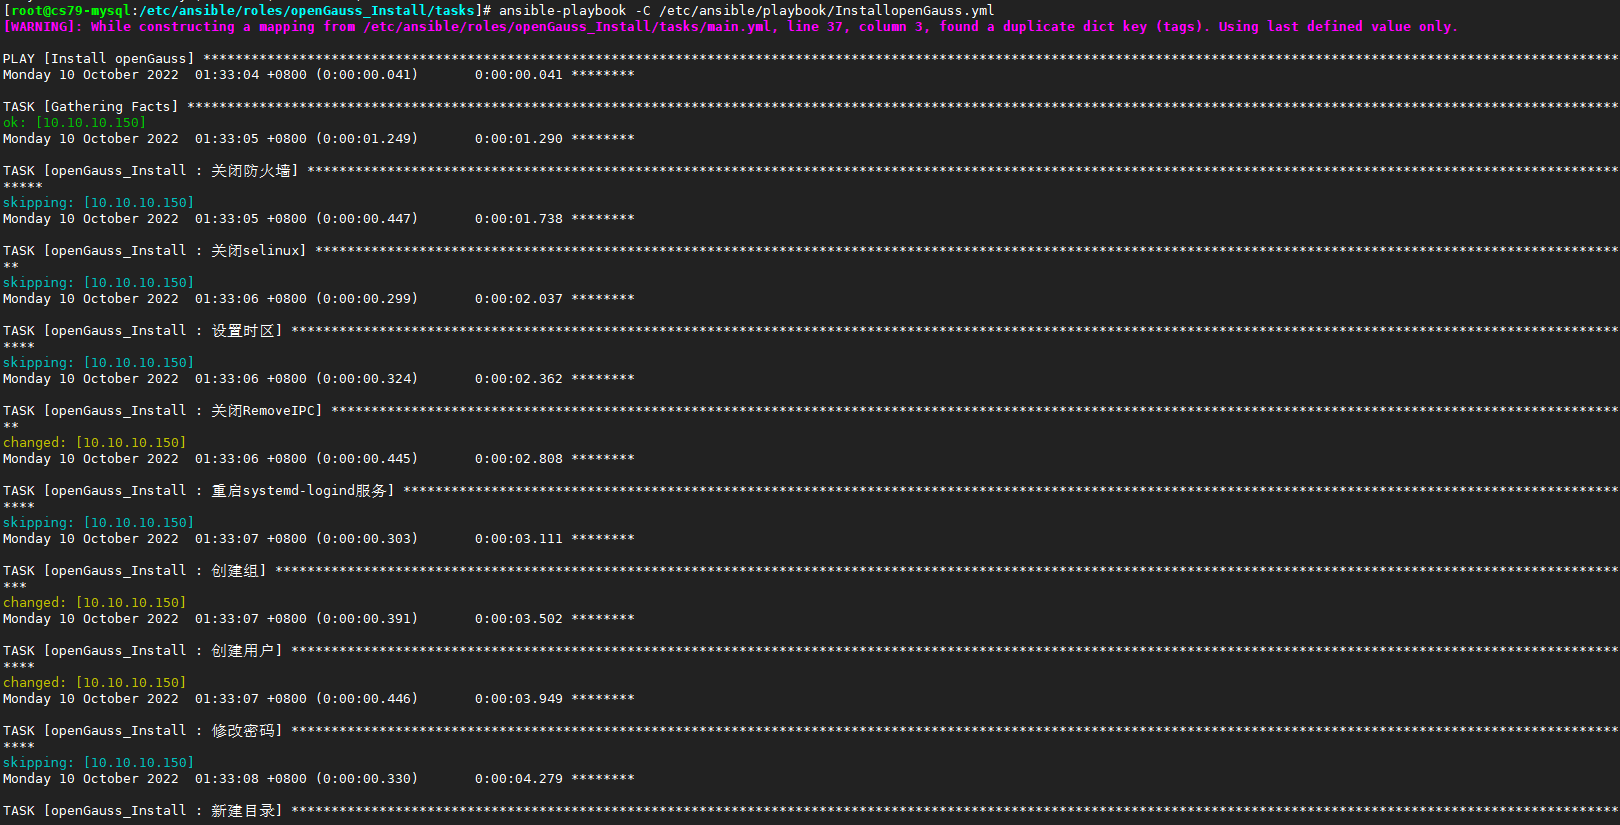 [root@cs79-mysql:/etc/ansible/roles/openGauss_Install/tasks]# ansible-playbook -C /etc/ansible/playbook/InstallopenGauss.yml
[WARNING]: While constructing a mapping from /etc/ansible/roles/openGauss_Install/tasks/main.yml, line 37, column 3, found a duplicate dict key (tags). Using last defined value only.
PLAY [Install openGauss] ****************************************************************************************************************************************************************************
Monday 10 October 2022  01:33:04 +0800 (0:00:00.041)       0:00:00.041 ********
TASK [Gathering Facts] ******************************************************************************************************************************************************************************
ok: [10.10.10.150]
Monday 10 October 2022  01:33:05 +0800 (0:00:01.249)       0:00:01.290 ********
TASK [openGauss_Install : 关闭防火墙] *******************************************************************************************************************************************************************
*****
skipping: [10.10.10.150]
Monday 10 October 2022  01:33:05 +0800 (0:00:00.447)       0:00:01.738 ********
TASK [openGauss_Install : 关闭selinux] ******************************************************************************************************************************************************************
**
skipping: [10.10.10.150]
Monday 10 October 2022  01:33:06 +0800 (0:00:00.299)       0:00:02.037 ********
TASK [openGauss_Install : 设置时区] *********************************************************************************************************************************************************************
****
skipping: [10.10.10.150]
Monday 10 October 2022  01:33:06 +0800 (0:00:00.324)       0:00:02.362 ********
TASK [openGauss_Install : 关闭RemoveIPC] ****************************************************************************************************************************************************************
**
changed: [10.10.10.150]
Monday 10 October 2022  01:33:06 +0800 (0:00:00.445)       0:00:02.808 ********
TASK [openGauss_Install : 重启systemd-logind服务] *******************************************************************************************************************************************************
****
skipping: [10.10.10.150]
Monday 10 October 2022  01:33:07 +0800 (0:00:00.303)       0:00:03.111 ********
TASK [openGauss_Install : 创建组] ***********************************************************************************************************************************************************************
***
changed: [10.10.10.150]
Monday 10 October 2022  01:33:07 +0800 (0:00:00.391)       0:00:03.502 ********
TASK [openGauss_Install : 创建用户] *********************************************************************************************************************************************************************
****
changed: [10.10.10.150]
Monday 10 October 2022  01:33:07 +0800 (0:00:00.446)       0:00:03.949 ********
TASK [openGauss_Install : 修改密码] *********************************************************************************************************************************************************************
****
skipping: [10.10.10.150]
Monday 10 October 2022  01:33:08 +0800 (0:00:00.330)       0:00:04.279 ********
TASK [openGauss_Install : 新建目录] *********************************************************************************************************************************************************************